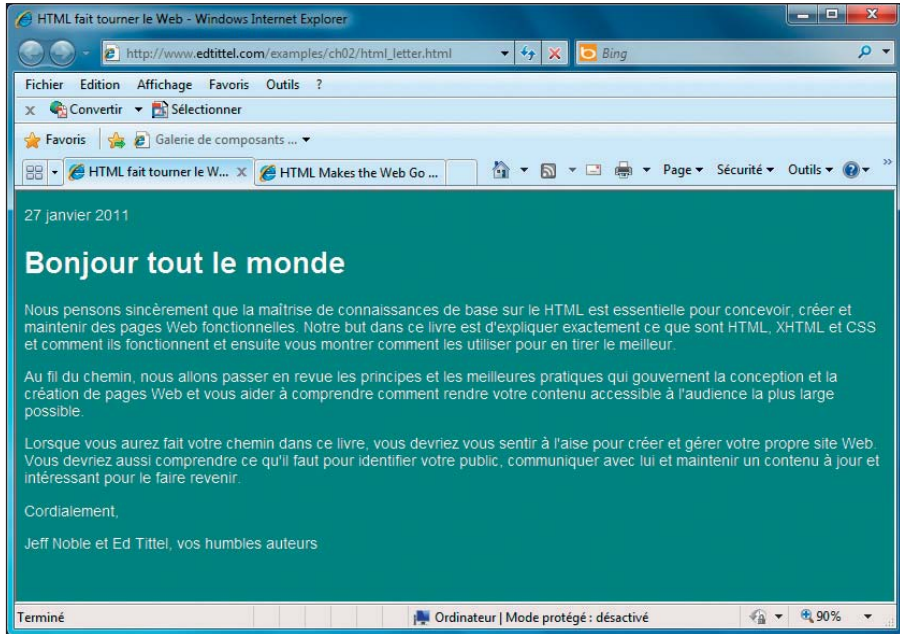 HTML fait tourner le Web - Windows Internet Explorer
http://www.edtittel.com/examples/ch02/html_letter.html
Bing
Fichier Edition Affichage Favoris Outils ?
x Convertir Sélectionner
Favoris Galerie de composants ...
HTML fait tourner le W... x HTML Makes the Web Go ... Page Sécurité Outils »
27 janvier 2011
Bonjour tout le monde
Nous pensons sincèrement que la maîtrise de connaissances de base sur le HTML est essentielle pour concevoir, créer et
maintenir des pages Web fonctionnelles. Notre but dans ce livre est d'expliquer exactement ce que sont HTML, XHTML et CSS
et comment ils fonctionnent et ensuite vous montrer comment les utiliser pour en tirer le meilleur.
Au fil du chemin, nous allons passer en revue les principes et les meilleures pratiques qui gouvernent la conception et la
création de pages Web et vous aider à comprendre comment rendre votre contenu accessible à l'audience la plus large
possible.
Lorsque vous aurez fait votre chemin dans ce livre, vous devriez vous sentir à l'aise pour créer et gérer votre propre site Web.
Vous devriez aussi comprendre ce qu'il faut pour identifier votre public, communiquer avec lui et maintenir un contenu à jour et
intéressant pour le faire revenir.
Cordialement,
Jeff Noble et Ed Tittel, vos humbles auteurs
Terminé
Ordinateur | Mode protégé : désactivé
90%